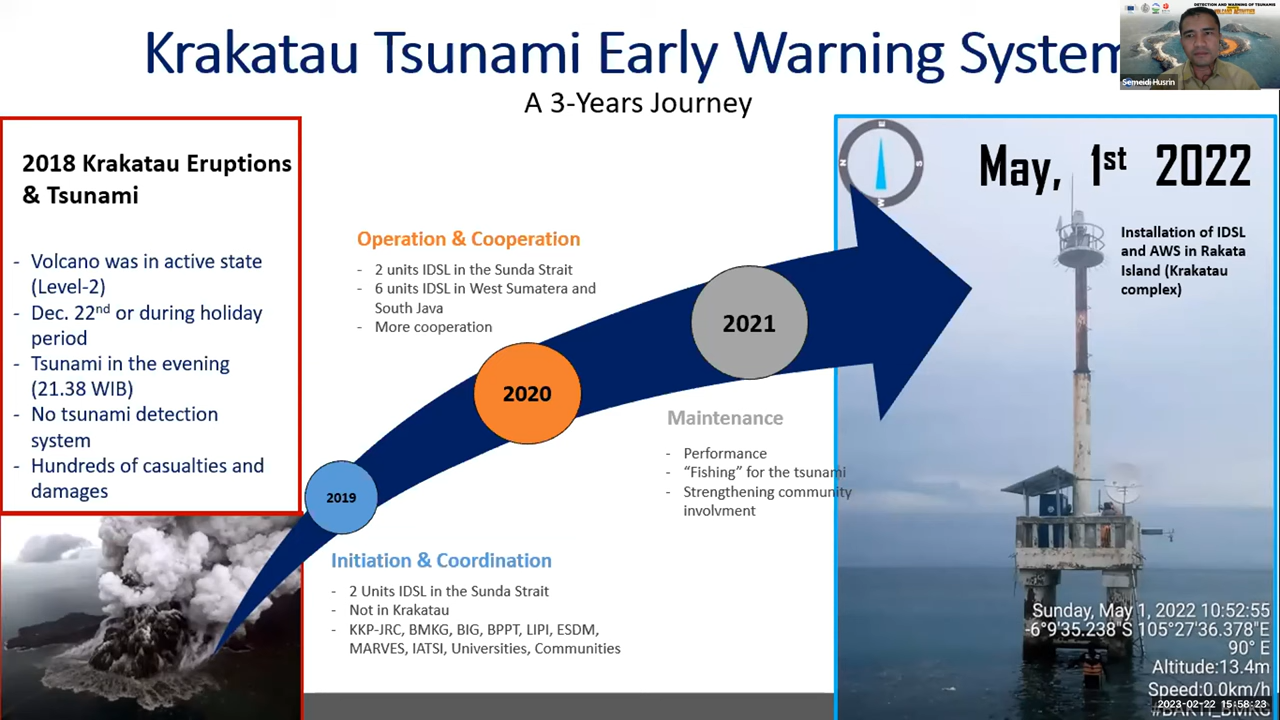 Krakatau Tsunami Early Warning System
A 3-Years Journey
DETECTION AND WARNING OF TSUNAMIS
Semeidi Husrin
2018 Krakatau Eruptions
& Tsunami
- Volcano was in active state
(Level-2)
- Dec. 22nd or during holiday
period
- Tsunami in the evening
(21.38 WIB)
- No tsunami detection
system
- Hundreds of casualties and
damages
Operation & Cooperation
- 2 units IDSL in the Sunda Strait
- 6 units IDSL in West Sumatera and
South Java
- More cooperation
2019
2020
2021
Initiation & Coordination
- 2 Units IDSL in the Sunda Strait
- Not in Krakatau
- KKP-JRC, BMKG, BIG, BPPT, LIPI, ESDM,
MARVES, IATSI, Universities, Communities
Maintenance
- Performance
- “Fishing” for the tsunami
- Strengthening community
involvment
E
N
S
W
May, 1st 2022
Installation of IDSL
and AWS in Rakata
Island (Krakatau
complex)
Sunday, May 1, 2022 10:52:55
-6°9'35.238"S 105°27'36.378"E
90° E
Altitude:13.4m
Speed:0.0km/h
#BAKTI_BMKG
2023-02-22 15:58:23